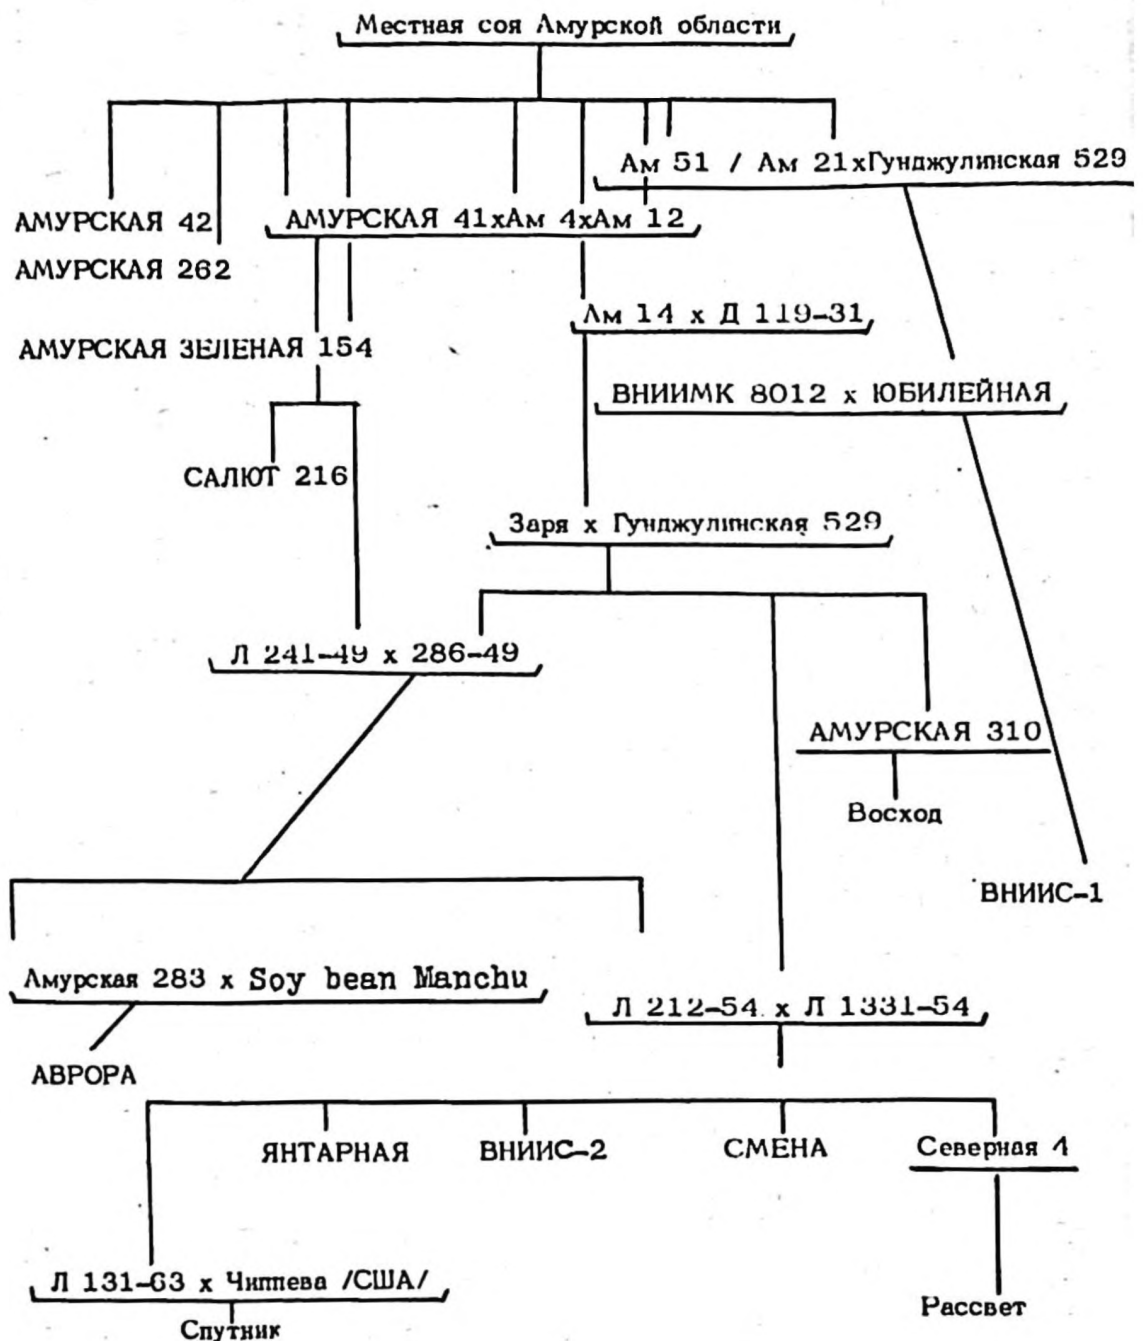 Местная соя Амурской области
Ам 51 / Ам 21хГунджулинская 529
АМУРСКАЯ 42
АМУРСКАЯ 41хАм 4хАм 12
АМУРСКАЯ 262
Ам 14 х Д 119-31
АМУРСКАЯ ЗЕЛЕНАЯ 154
ВНИИМК 8012 х ЮБИЛЕЙНАЯ
САЛЮТ 216
Заря х Гунджулинская 529
Л 241-49 х 286-49
АМУРСКАЯ 310
Восход
ВНИИС-1
Амурская 283 х Soy bean Manchu
Л 212-54 х Л 1331-54
АВРОРА
ЯНТАРНАЯ ВНИИС-2 СМЕНА Северная 4
Л 131-63 х Чиппева /США/
Рассвет
Спутник